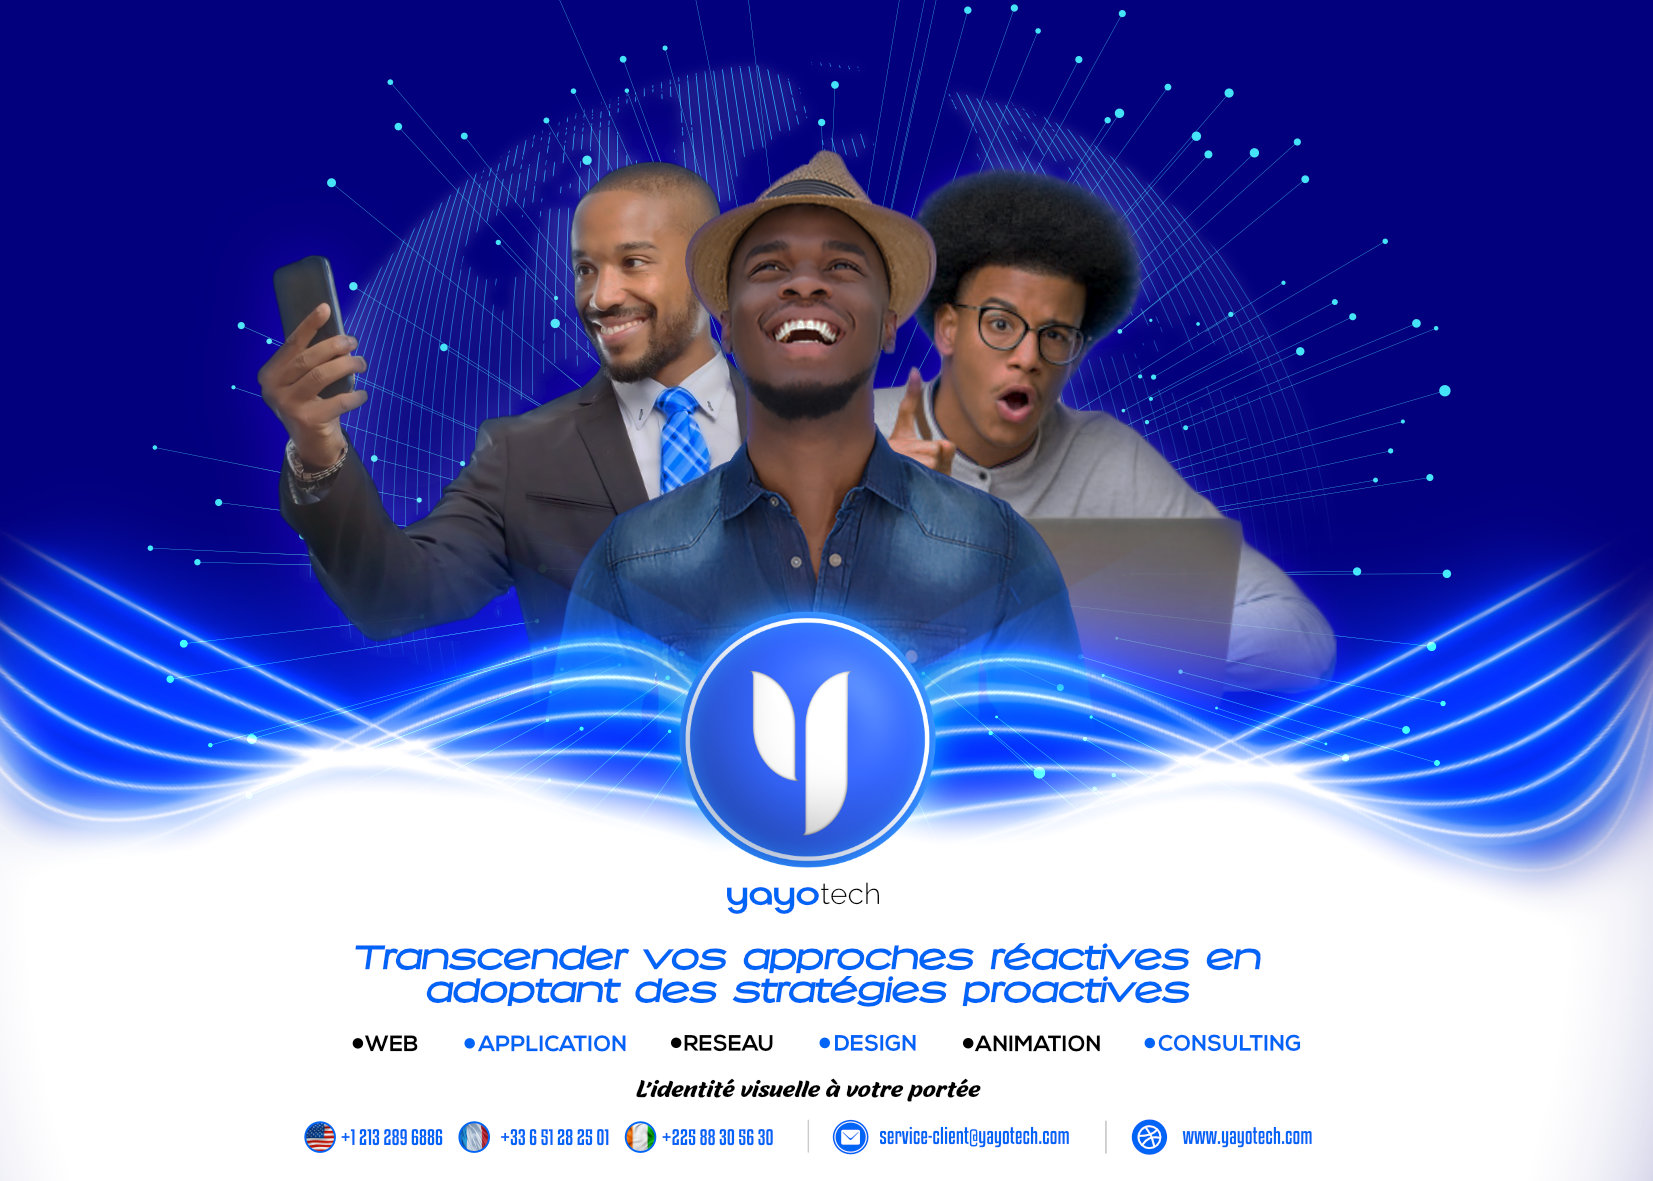 yayotech
Transcender vos approches réactives en
adoptant des stratégies proactives
•WEB •APPLICATION •RESEAU •DESIGN •ANIMATION •CONSULTING
L'identité visuelle à votre portée
+1 213 289 6886 +33 6 51 28 25 01 +225 88 30 56 30 service-client@yayotech.com www.yayotech.com